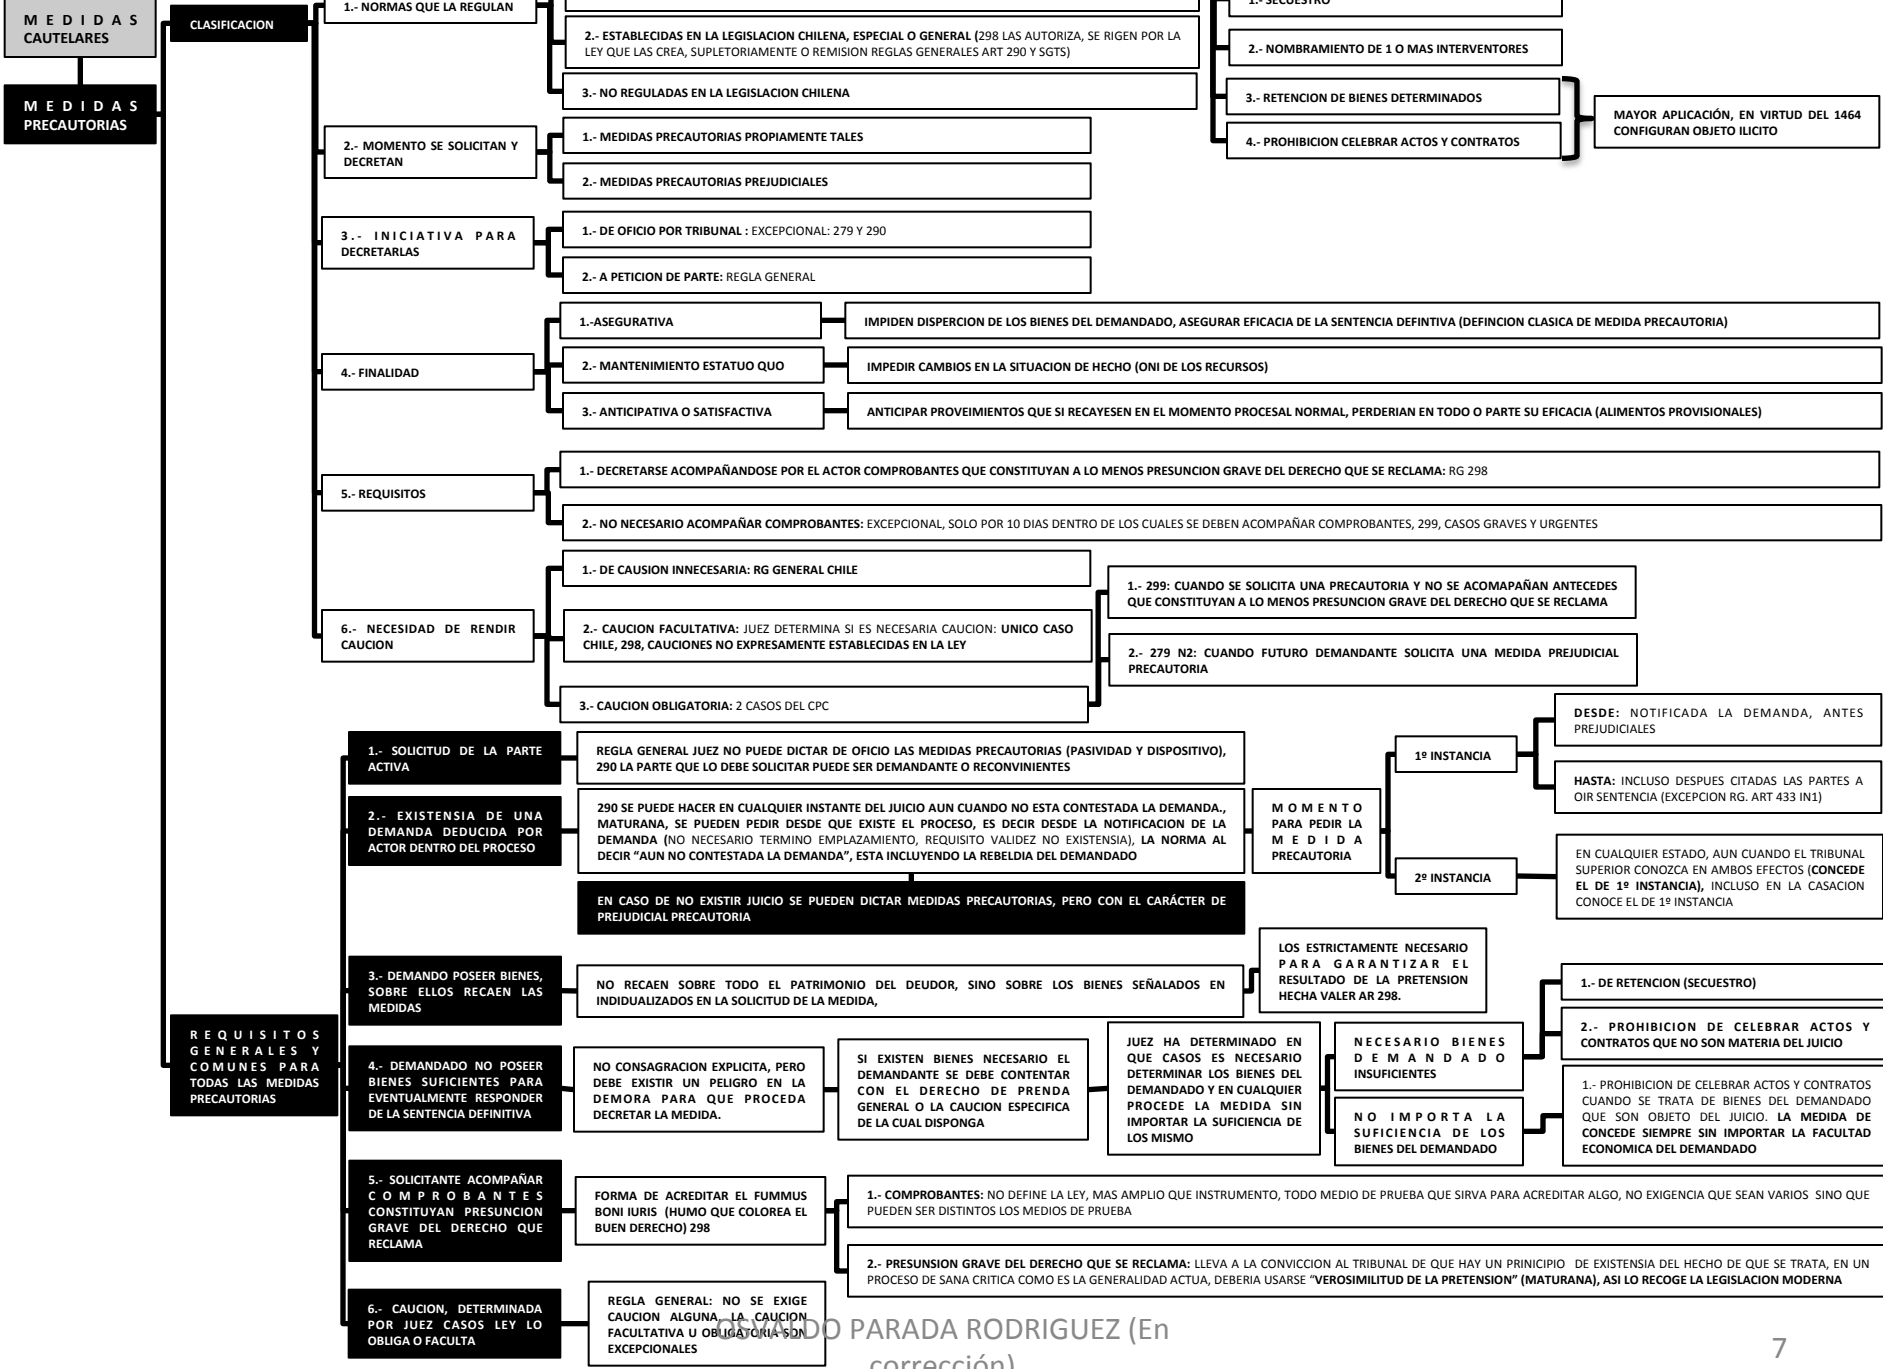 M E D I D A S
CAUTELARES
M E D I D A S
PRECAUTORIAS
CLASIFICACION
1.- NORMAS QUE LA REGULAN
2.- ESTABLECIDAS EN LA LEGISLACION CHILENA, ESPECIAL O GENERAL (298 LAS AUTORIZA, SE RIGEN POR LA
LEY QUE LAS CREA, SUPLETORIAMENTE O REMISION REGLAS GENERALES ART 290 Y SGTS)
3.- NO REGULADAS EN LA LEGISLACION CHILENA
1.- SECUESTRO
2.- NOMBRAMIENTO DE 1 O MAS INTERVENTORES
3.- RETENCION DE BIENES DETERMINADOS
4.- PROHIBICION CELEBRAR ACTOS Y CONTRATOS
MAYOR APLICACIÓN, EN VIRTUD DEL 1464
CONFIGURAN OBJETO ILICITO
2.- MOMENTO SE SOLICITAN Y
DECRETAN
1.- MEDIDAS PRECAUTORIAS PROPIAMENTE TALES
2.- MEDIDAS PRECAUTORIAS PREJUDICIALES
3.- INICIATIVA PARA
DECRETARLAS
1.- DE OFICIO POR TRIBUNAL : EXCEPCIONAL: 279 Y 290
2.- A PETICION DE PARTE: REGLA GENERAL
4.- FINALIDAD
1.-ASEGURATIVA
IMPIDEN DISPERCION DE LOS BIENES DEL DEMANDADO, ASEGURAR EFICACIA DE LA SENTENCIA DEFINTIVA (DEFINCION CLASICA DE MEDIDA PRECAUTORIA)
2.- MANTENIMIENTO ESTATUO QUO
IMPEDIR CAMBIOS EN LA SITUACION DE HECHO (ONI DE LOS RECURSOS)
3.- ANTICIPATIVA O SATISFACTIVA
ANTICIPAR PROVEIMIENTOS QUE SI RECAYESEN EN EL MOMENTO PROCESAL NORMAL, PERDERIAN EN TODO O PARTE SU EFICACIA (ALIMENTOS PROVISIONALES)
5.- REQUISITOS
1.- DECRETARSE ACOMPAÑANDOSE POR EL ACTOR COMPROBANTES QUE CONSTITUYAN A LO MENOS PRESUNCION GRAVE DEL DERECHO QUE SE RECLAMA: RG 298
2.- NO NECESARIO ACOMPAÑAR COMPROBANTES: EXCEPCIONAL, SOLO POR 10 DIAS DENTRO DE LOS CUALES SE DEBEN ACOMPAÑAR COMPROBANTES, 299, CASOS GRAVES Y URGENTES
6.- NECESIDAD DE RENDIR
CAUCION
1.- DE CAUSION INNECESARIA: RG GENERAL CHILE
2.- CAUCION FACULTATIVA: JUEZ DETERMINA SI ES NECESARIA CAUCION: UNICO CASO
CHILE, 298, CAUCIONES NO EXPRESAMENTE ESTABLECIDAS EN LA LEY
3.- CAUCION OBLIGATORIA: 2 CASOS DEL CPC
1.- 299: CUANDO SE SOLICITA UNA PRECAUTORIA Y NO SE ACOMAPAÑAN ANTECEDES
QUE CONSTITUYAN A LO MENOS PRESUNCION GRAVE DEL DERECHO QUE SE RECLAMA
2.- 279 N2: CUANDO FUTURO DEMANDANTE SOLICITA UNA MEDIDA PREJUDICIAL
PRECAUTORIA
REQUISITOS
GENERALES Y
COMUNES PARA
TODAS LAS MEDIDAS
PRECAUTORIAS
1.- SOLICITUD DE LA PARTE
ACTIVA
REGLA GENERAL JUEZ NO PUEDE DICTAR DE OFICIO LAS MEDIDAS PRECAUTORIAS (PASIVIDAD Y DISPOSITIVO),
290 LA PARTE QUE LO DEBE SOLICITAR PUEDE SER DEMANDANTE O RECONVINIENTES
2.- EXISTENSIA DE UNA
DEMANDA DEDUCIDA POR
ACTOR DENTRO DEL PROCESO
290 SE PUEDE HACER EN CUALQUIER INSTANTE DEL JUICIO AUN CUANDO NO ESTA CONTESTADA LA DEMANDA.,
MATURANA, SE PUEDEN PEDIR DESDE QUE EXISTE EL PROCESO, ES DECIR DESDE LA NOTIFICACION DE LA
DEMANDA (NO NECESARIO TERMINO EMPLAZAMIENTO, REQUISITO VALIDEZ NO EXISTENSIA), LA NORMA AL
DECIR “AUN NO CONTESTADA LA DEMANDA”, ESTA INCLUYENDO LA REBELDIA DEL DEMANDADO
EN CASO DE NO EXISTIR JUICIO SE PUEDEN DICTAR MEDIDAS PRECAUTORIAS, PERO CON EL CARÁCTER DE
PREJUDICIAL PRECAUTORIA
MOMENTO
PARA PEDIR LA
MEDIDA
PRECAUTORIA
1º INSTANCIA
DESDE: NOTIFICADA LA DEMANDA, ANTES
PREJUDICIALES
HASTA: INCLUSO DESPUES CITADAS LAS PARTES A
OIR SENTENCIA (EXCEPCION RG. ART 433 IN1)
2º INSTANCIA
EN CUALQUIER ESTADO, AUN CUANDO EL TRIBUNAL
SUPERIOR CONOZCA EN AMBOS EFECTOS (CONCEDE
EL DE 1º INSTANCIA), INCLUSO EN LA CASACION
CONOCE EL DE 1º INSTANCIA
3.- DEMANDO POSEER BIENES,
SOBRE ELLOS RECAEN LAS
MEDIDAS
NO RECAEN SOBRE TODO EL PATRIMONIO DEL DEUDOR, SINO SOBRE LOS BIENES SEÑALADOS EN
INDIDUALIZADOS EN LA SOLICITUD DE LA MEDIDA,
LOS ESTRICTAMENTE NECESARIO
PARA GARANTIZAR EL
RESULTADO DE LA PRETENSION
HECHA VALER AR 298.
4.- DEMANDADO NO POSEER
BIENES SUFICIENTES PARA
EVENTUALMENTE RESPONDER
DE LA SENTENCIA DEFINITIVA
NO CONSAGRACION EXPLICITA, PERO
DEBE EXISTIR UN PELIGRO EN LA
DEMORA PARA QUE PROCEDA
DECRETAR LA MEDIDA.
SI EXISTEN BIENES NECESARIO EL
DEMANDANTE SE DEBE CONTENTAR
CON EL DERECHO DE PRENDA
GENERAL O LA CAUCION ESPECIFICA
DE LA CUAL DISPONGA
JUEZ HA DETERMINADO EN
QUE CASOS ES NECESARIO
DETERMINAR LOS BIENES DEL
DEMANDADO Y EN CUALQUIER
PROCEDE LA MEDIDA SIN
IMPORTAR LA SUFICIENCIA DE
LOS MISMO
NECESARIO BIENES
DEMANDADO
INSUFICIENTES
1.- DE RETENCION (SECUESTRO)
2.- PROHIBICION DE CELEBRAR ACTOS Y
CONTRATOS QUE NO SON MATERIA DEL JUICIO
NO IMPORTA LA
SUFICIENCIA DE LOS
BIENES DEL DEMANDADO
1.- PROHIBICION DE CELEBRAR ACTOS Y CONTRATOS
CUANDO SE TRATA DE BIENES DEL DEMANDADO
QUE SON OBJETO DEL JUICIO. LA MEDIDA DE
CONCEDE SIEMPRE SIN IMPORTAR LA FACULTAD
ECONOMICA DEL DEMANDADO
5.- SOLICITANTE ACOMPAÑAR
COMPROBANTES
CONSTITUYAN PRESUNCION
GRAVE DEL DERECHO QUE
RECLAMA
FORMA DE ACREDITAR EL FUMMUS
BONI IURIS (HUMO QUE COLOREA EL
BUEN DERECHO) 298
1.- COMPROBANTES: NO DEFINE LA LEY, MAS AMPLIO QUE INSTRUMENTO, TODO MEDIO DE PRUEBA QUE SIRVA PARA ACREDITAR ALGO, NO EXIGENCIA QUE SEAN VARIOS SINO QUE
PUEDEN SER DISTINTOS LOS MEDIOS DE PRUEBA
2.- PRESUNSION GRAVE DEL DERECHO QUE SE RECLAMA: LLEVA A LA CONVICCION AL TRIBUNAL DE QUE HAY UN PRINICIPIO DE EXISTENSIA DEL HECHO DE QUE SE TRATA, EN UN
PROCESO DE SANA CRITICA COMO ES LA GENERALIDAD ACTUA, DEBERIA USARSE “VEROSIMILITUD DE LA PRETENSION” (MATURANA), ASI LO RECOGE LA LEGISLACION MODERNA
6.- CAUCION, DETERMINADA
POR JUEZ CASOS LEY LO
OBLIGA O FACULTA
REGLA GENERAL: NO SE EXIGE
CAUCION ALGUNA, LA CAUCION
FACULTATIVA U OBLIGATORIA SON
EXCEPCIONALES
OSVALDO PARADA RODRIGUEZ (En
corrección)
7